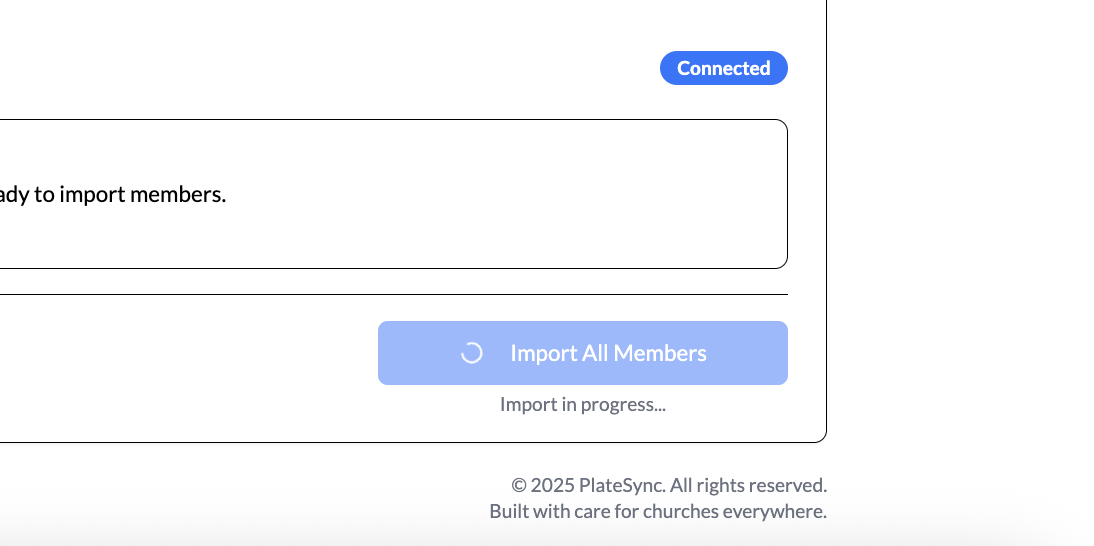 Connected
to import members.
Import All Members
Import in progress...
© 2025 PlateSync. All rights reserved.
Built with care for churches everywhere.